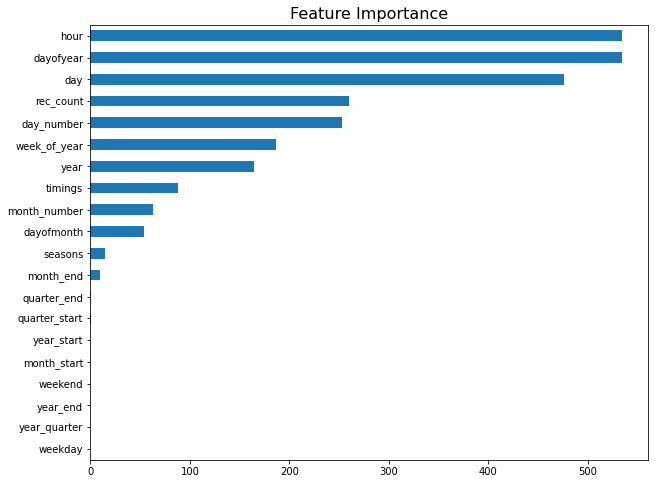 Feature Importance
hour
dayofyear
day
rec_count
day_number
week_of_year
year
timings
month_number
dayofmonth
seasons
month_end
quarter_end
quarter_start
year_start
month_start
weekend
year_end
year_quarter
weekday
0 100 200 300 400 500